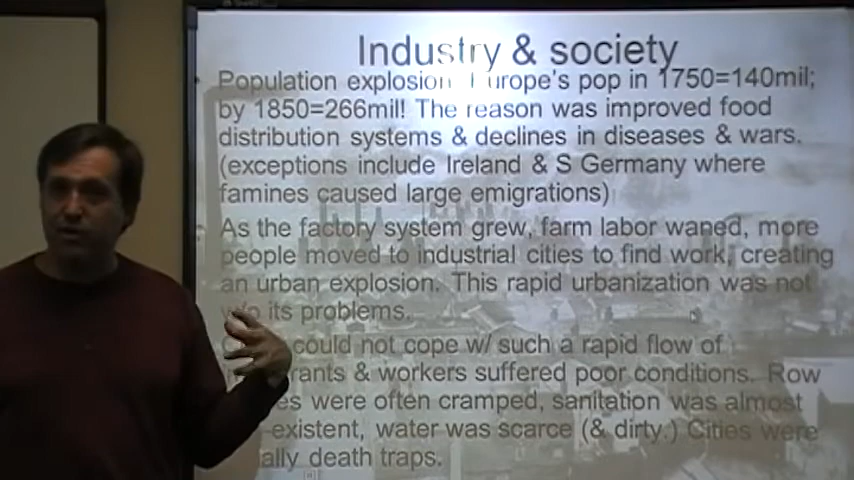 Industry & society
Population explosion Europe's pop in 1750=140mil;
by 1850=266mil! The reason was improved food
distribution systems & declines in diseases & wars.
(exceptions include Ireland & S Germany where
famines caused large emigrations)
As the factory system grew, farm labor waned, more
people moved to industrial cities to find work, creating
an urban explosion. This rapid urbanization was not
w/o its problems.
could not cope w/ such a rapid flow of
& workers suffered poor conditions. Row
were often cramped, sanitation was almost
existent, water was scarce (& dirty.) Cities were
death traps.